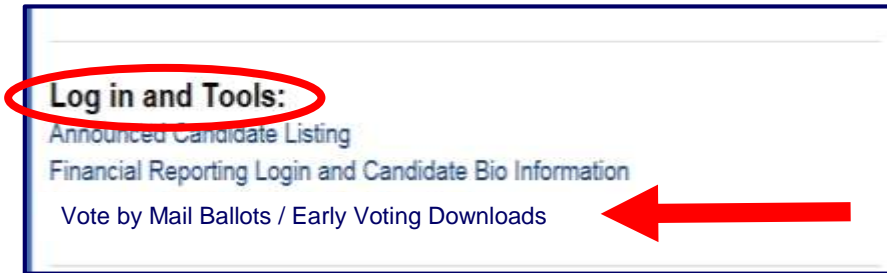 Log in and Tools:
Announced Candidate Listing
Financial Reporting Login and Candidate Bio Information
Vote by Mail Ballots / Early Voting Downloads